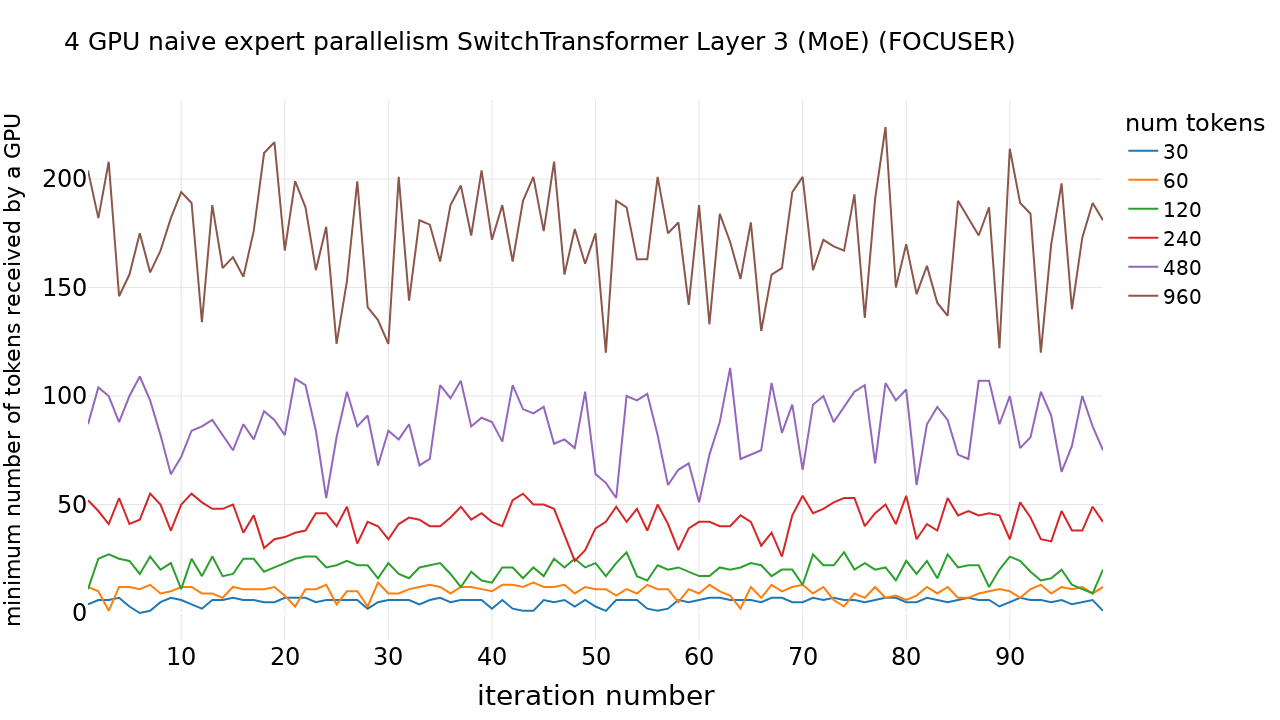 4 GPU naive expert parallelism SwitchTransformer Layer 3 (MoE) (FOCUSER)
minimum number of tokens received by a GPU
200
150
100
50
0
10 20 30 40 50 60 70 80 90
iteration number
num tokens
30
60
120
240
480
960